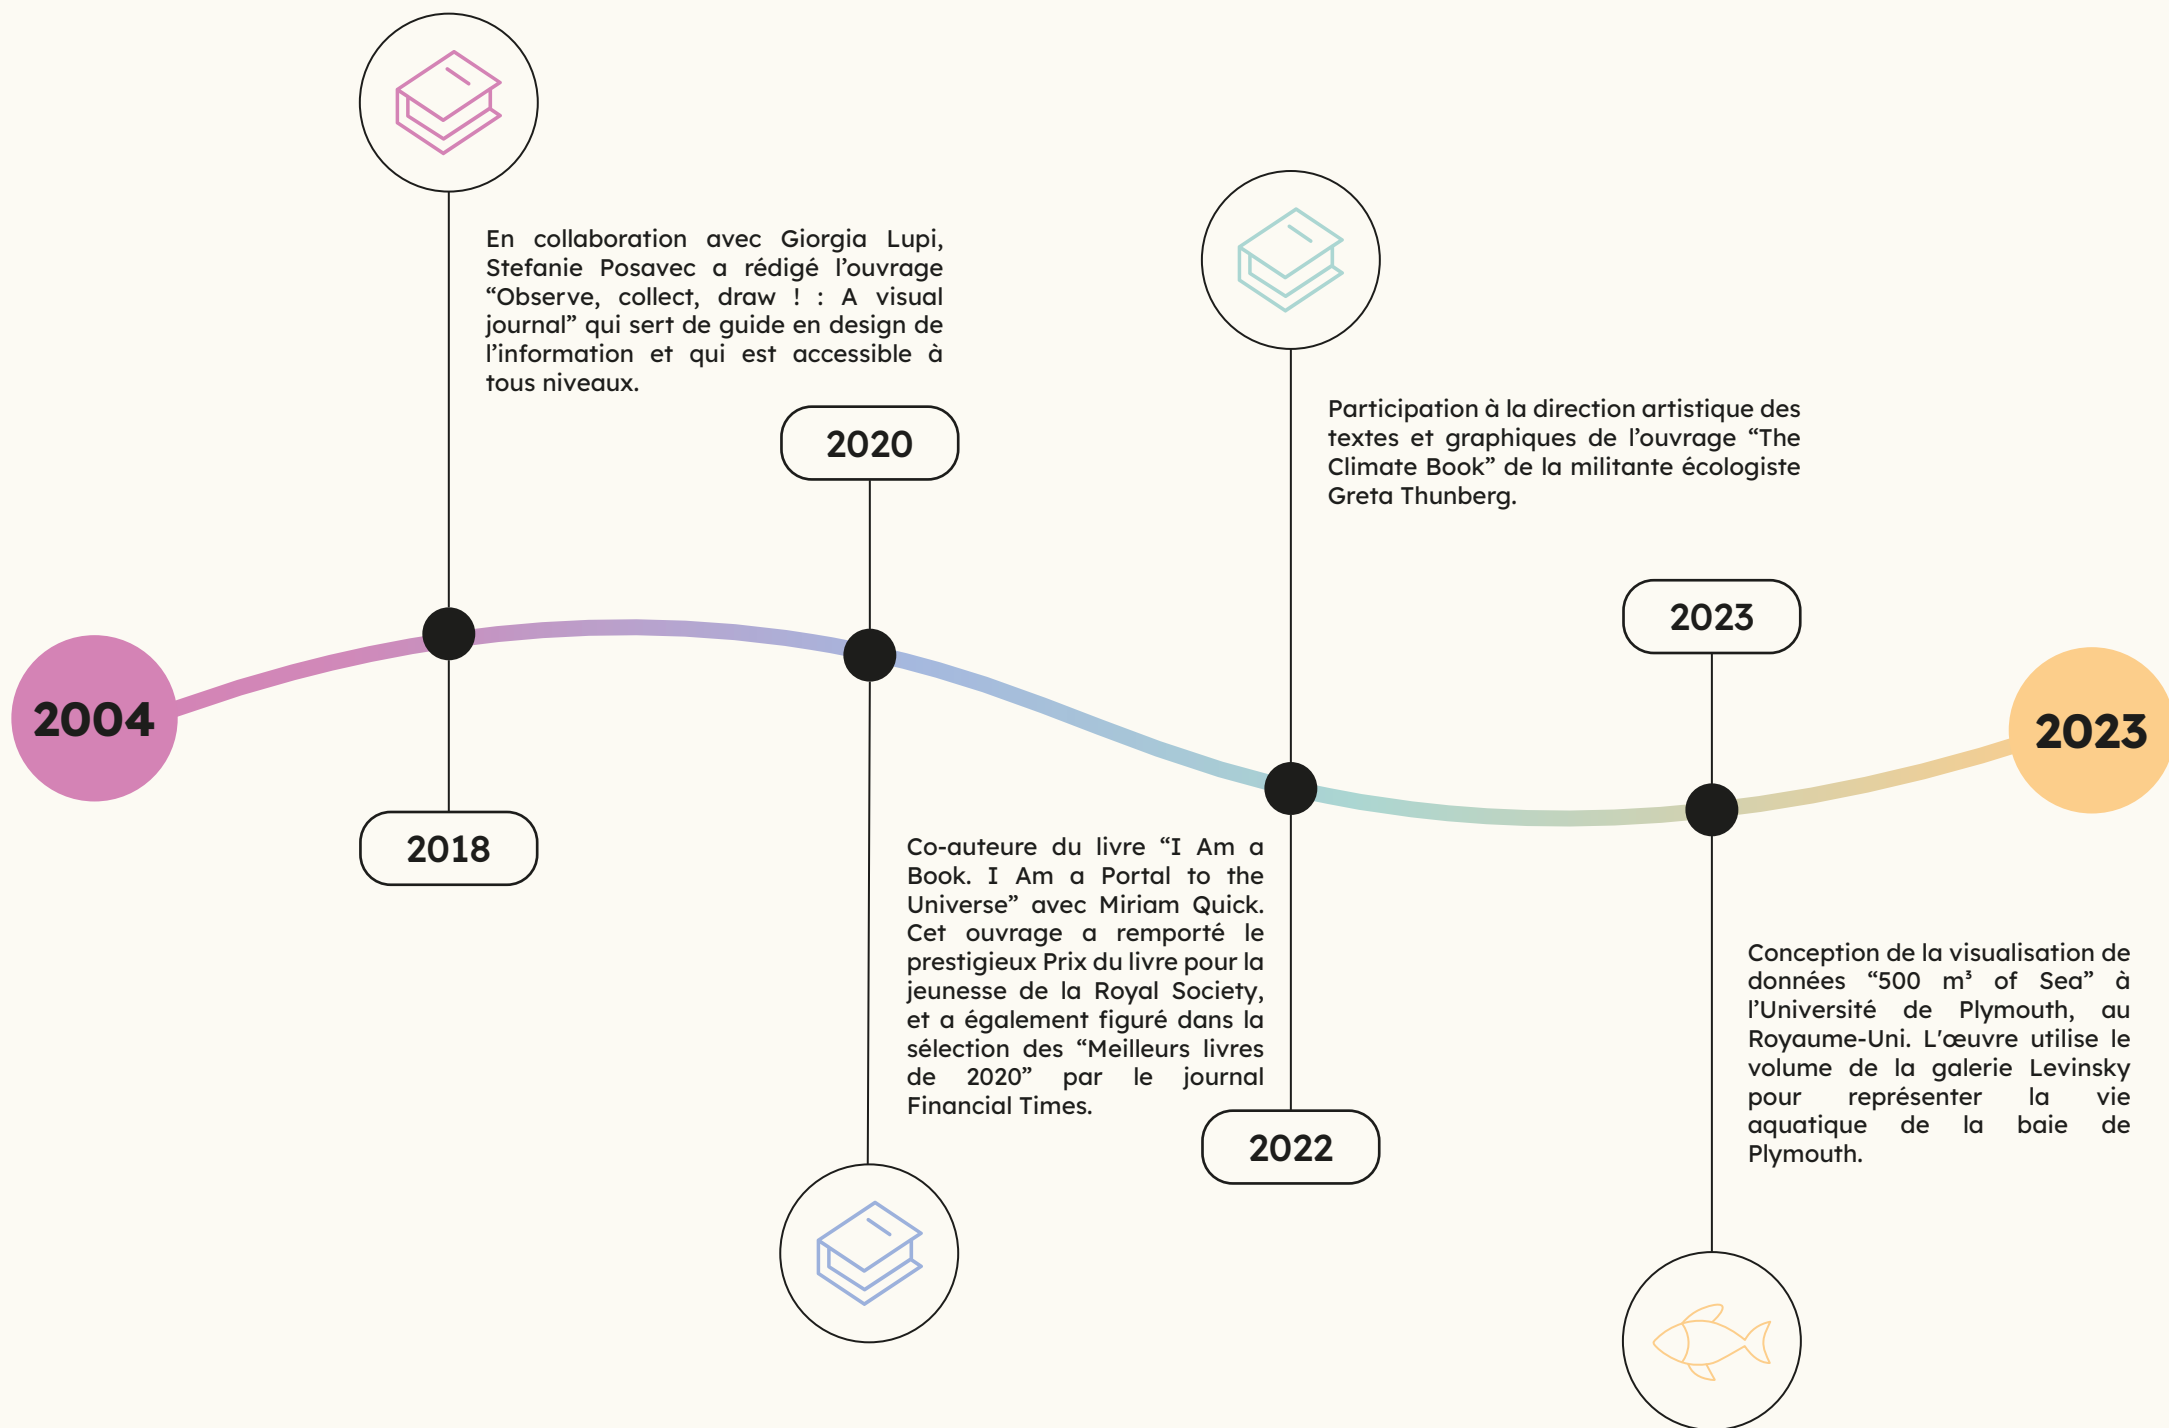 2004
En collaboration avec Giorgia Lupi,
Stefanie Posavec a rédigé l’ouvrage
“Observe, collect, draw ! : A visual
journal” qui sert de guide en design de
l’information et qui est accessible à
tous niveaux.
2018
2020
Co-auteure du livre “I Am a
Book. I Am a Portal to the
Universe” avec Miriam Quick.
Cet ouvrage a remporté le
prestigieux Prix du livre pour la
jeunesse de la Royal Society,
et a également figuré dans la
sélection des “Meilleurs livres
de 2020” par le journal
Financial Times.
Participation à la direction artistique des
textes et graphiques de l’ouvrage “The
Climate Book” de la militante écologiste
Greta Thunberg.
2022
2023
Conception de la visualisation de
données “500 m³ of Sea” à
l’Université de Plymouth, au
Royaume-Uni. L'œuvre utilise le
volume de la galerie Levinsky
pour représenter la vie
aquatique de la baie de
Plymouth.
2023